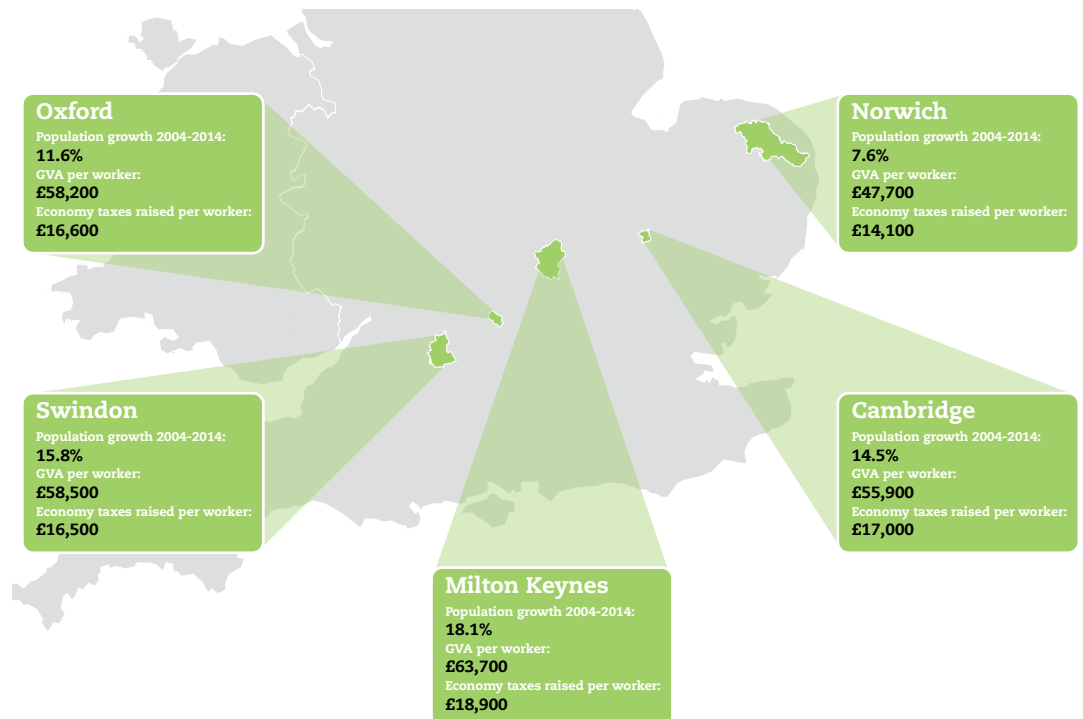 Oxford
Population growth 2004-2014:
11.6%
GVA per worker:
£58,200
Economy taxes raised per worker:
£16,600
Norwich
Population growth 2004-2014:
7.6%
GVA per worker:
£47,700
Economy taxes raised per worker:
£14,100
Swindon
Population growth 2004-2014:
15.8%
GVA per worker:
£58,500
Economy taxes raised per worker:
£16,500
Cambridge
Population growth 2004-2014:
14.5%
GVA per worker:
£55,900
Economy taxes raised per worker:
£17,000
Milton Keynes
Population growth 2004-2014:
18.1%
GVA per worker:
£63,700
Economy taxes raised per worker:
£18,900